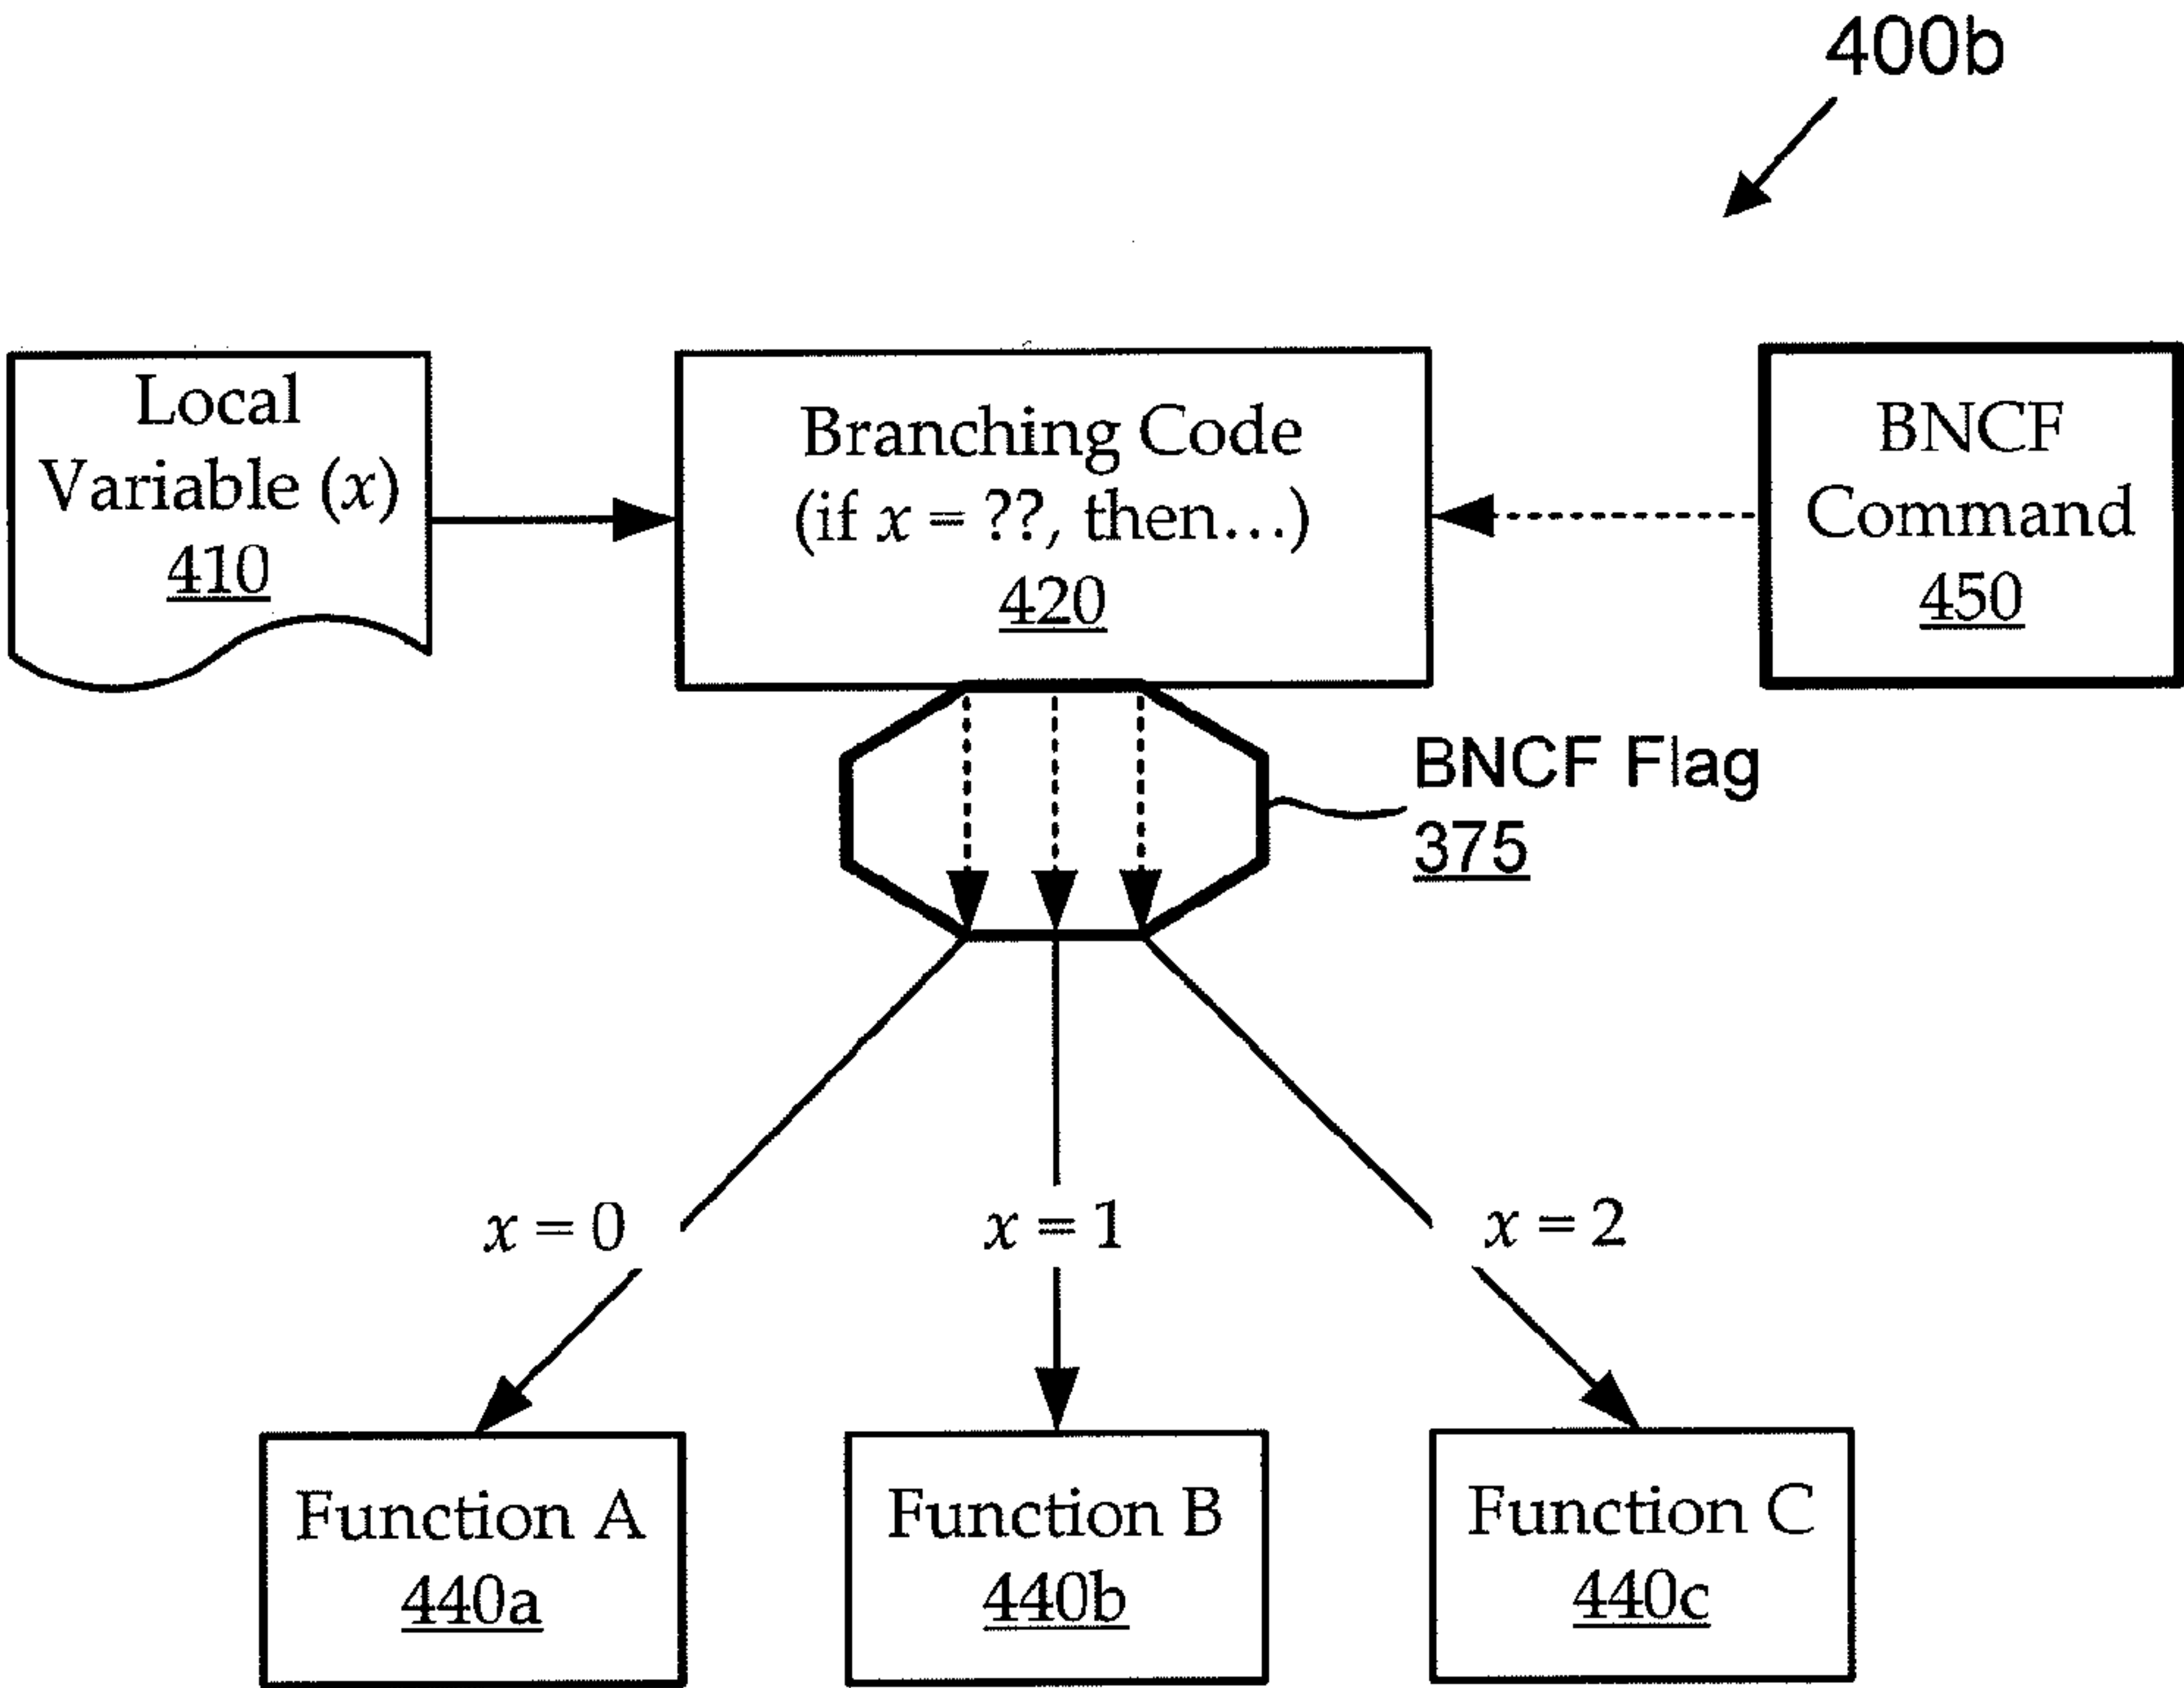 400b
Local
Variable (x)
410
Branching Code
(if x = ??, then...)
420
BNCF
Command
450
BNCF Flag
375
x = 0
x = 1
x = 2
Function A
440a
Function B
440b
Function C
440c